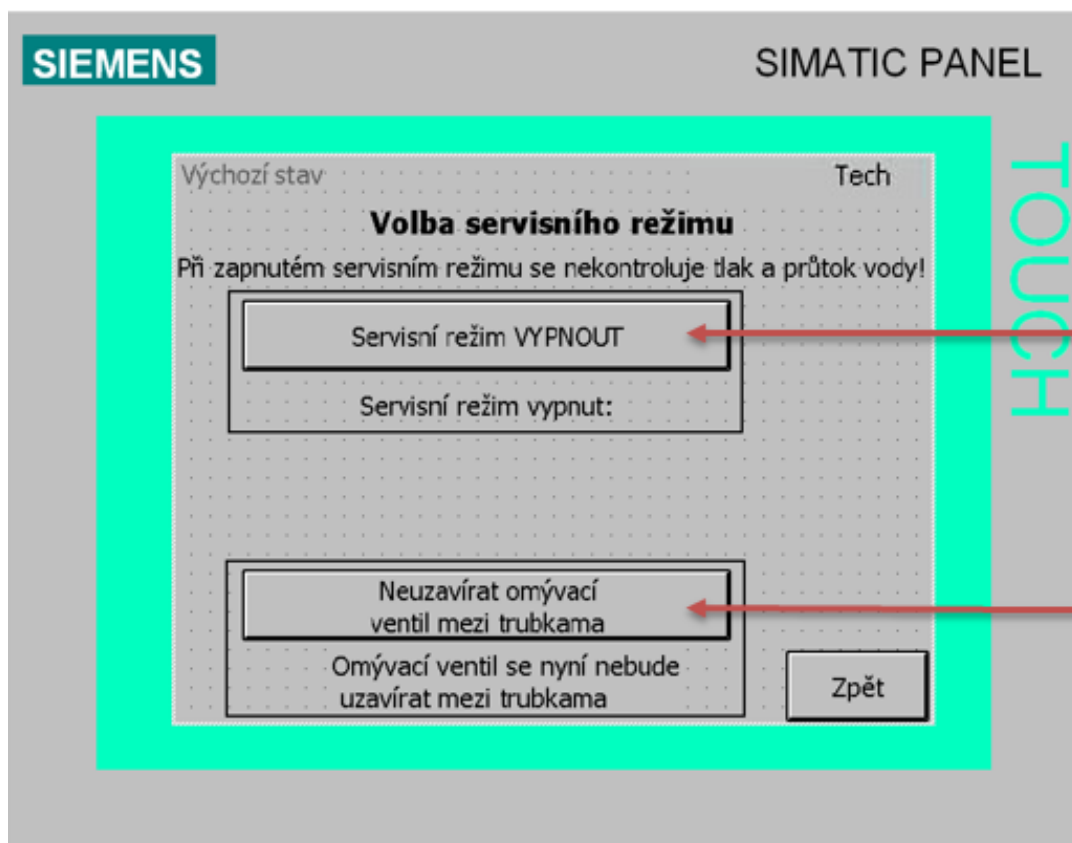 SIEMENS
SIMATIC PANEL
TOUCH
Výchozí stav
Tech
Volba servisního režimu
Při zapnutém servisním režimu se nekontroluje tlak a průtok vody!
Servisní režim VYPNOUT
Servisní režim vypnut:
Neuzavírat omývací
ventil mezi trubkama
Omývací ventil se nyní nebude
uzavírat mezi trubkama
Zpět